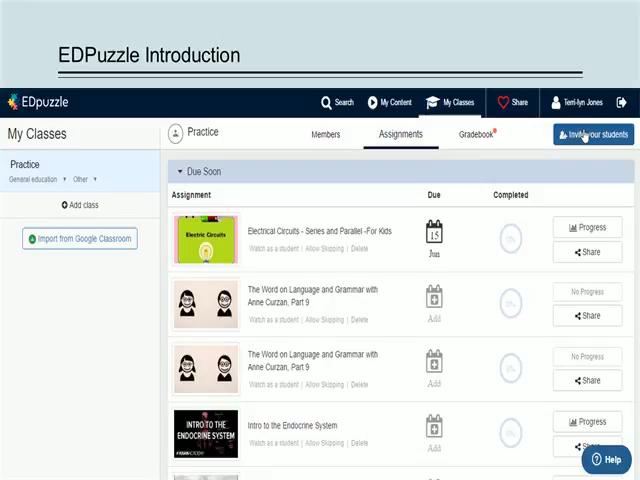 EDPuzzle Introduction
EDpuzzle
Search
My Content
My Classes
Share
Terri-lyn Jones
My Classes
Practice
Members
Assignments
Gradebook
Invite your students
Practice
General education
Other
Add class
Import from Google Classroom
Due Soon
Assignment
Due
Completed
Electric Circuits
Electrical Circuits - Series and Parallel -For Kids
Watch as a student | Allow Skipping | Delete
15
Jun
Progress
Share
The Word on Language and Grammar with
Anne Curzan, Part 9
Watch as a student | Allow Skipping | Delete
Add
No Progress
Share
The Word on Language and Grammar with
Anne Curzan, Part 9
Watch as a student | Allow Skipping | Delete
Add
No Progress
Share
INTRO TO THE
ENDOCRINE SYSTEM
Intro to the Endocrine System
Watch as a student | Allow Skipping | Delete
Add
Progress
Share
Help